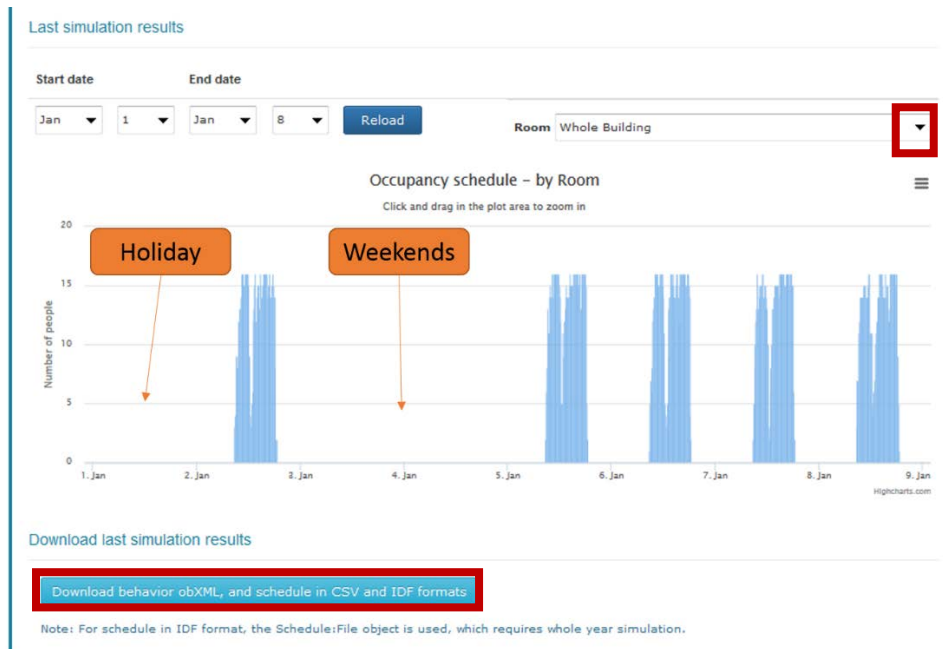 Last simulation results
Start date End date
Jan 1 Jan 8 Reload Room Whole Building
Occupancy schedule – by Room
Click and drag in the plot area to zoom in
Number of people
20
15
10
5
0
Holiday Weekends
1. Jan 2. Jan 3. Jan 4. Jan 5. Jan 6. Jan 7. Jan 8. Jan 9. Jan
Highcharts.com
Download last simulation results
Download behavior obXML, and schedule in CSV and IDF formats
Note: For schedule in IDF format, the Schedule:File object is used, which requires whole year simulation.